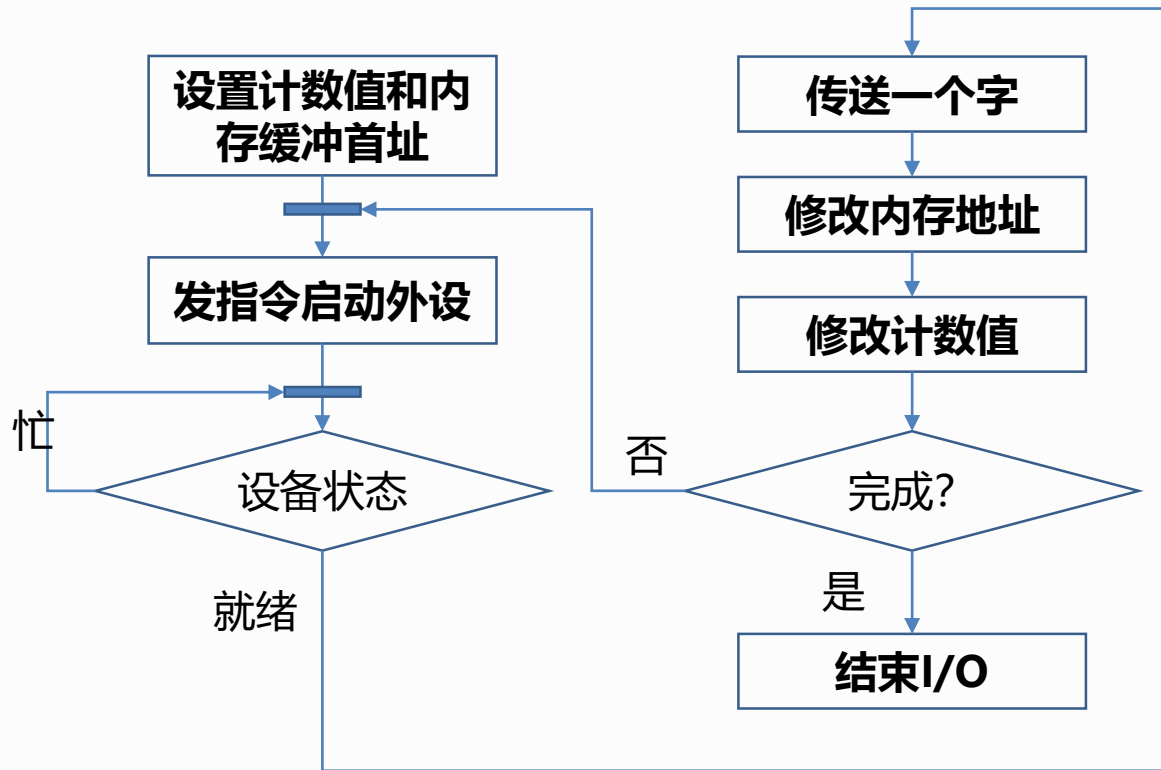 设置计数值和内
存缓冲首址
发指令启动外设
忙
设备状态
就绪
传送一个字
修改内存地址
修改计数值
否
完成?
是
结束I/O